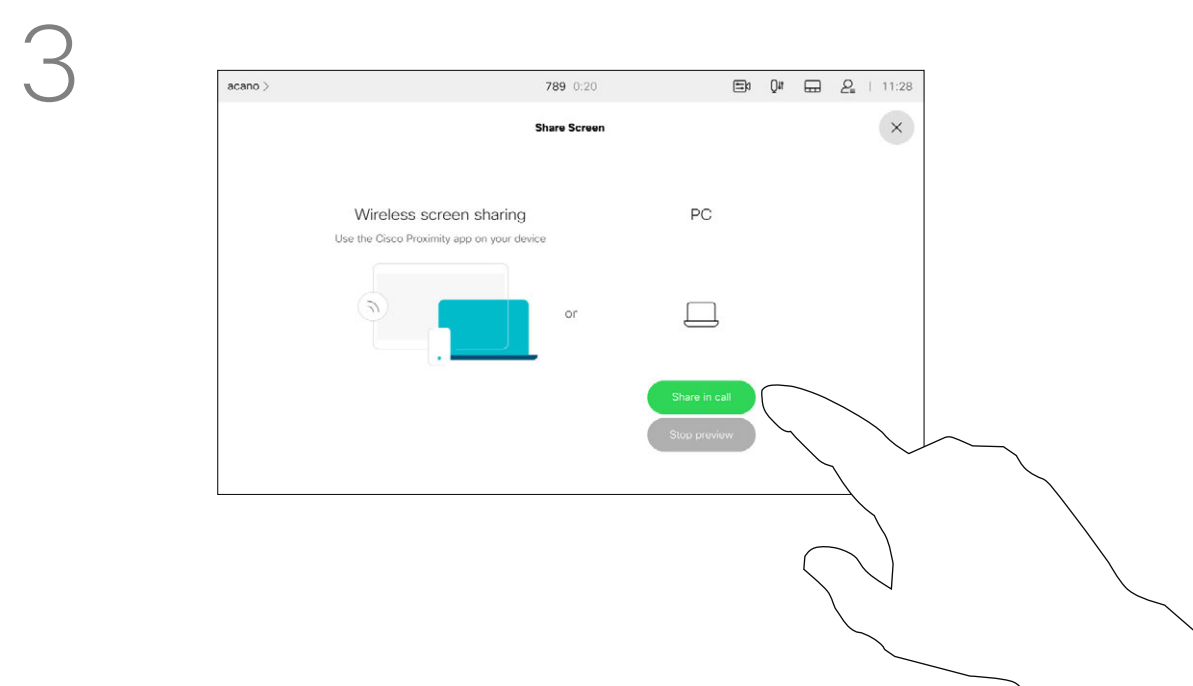 3
acano >
789 0:20
11:28
Share Screen
Wireless screen sharing
Use the Cisco Proximity app on your device
or
PC
Share in call
Stop preview